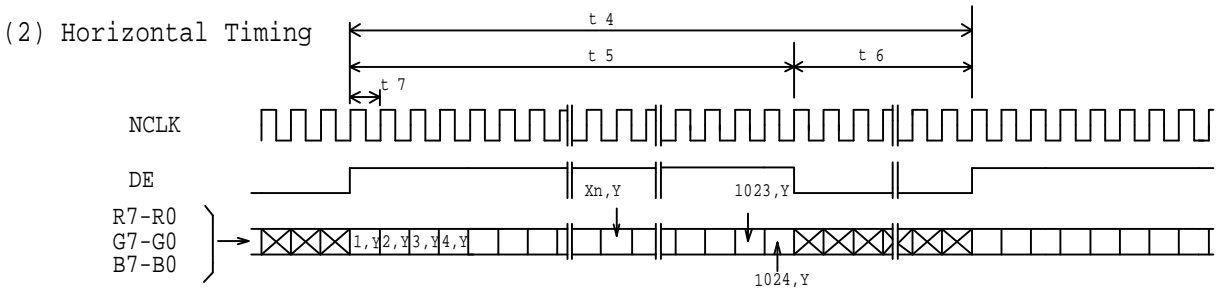 (2) Horizontal Timing
t 4
t 5
t 6
t 7
NCLK
DE
Xn,Y
1023,Y
R7-R0
G7-G0
B7-B0
1,Y 2,Y 3,Y 4,Y
1024,Y